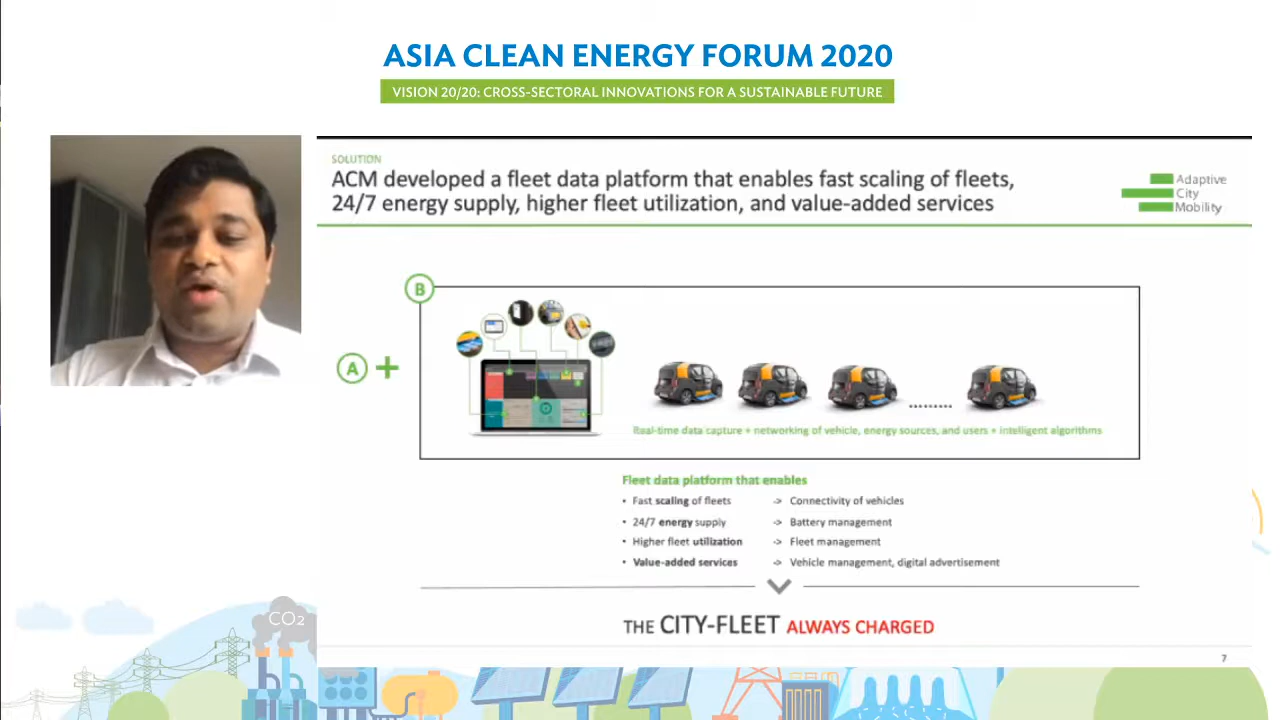 ASIA CLEAN ENERGY FORUM 2020
VISION 20/20: CROSS-SECTORAL INNOVATIONS FOR A SUSTAINABLE FUTURE
SOLUTION
ACM developed a fleet data platform that enables fast scaling of fleets,
24/7 energy supply, higher fleet utilization, and value-added services
Adaptive
City
Mobility
B
A +
.........
Real-time data capture + networking of vehicle, energy sources, and users + intelligent algorithms
Fleet data platform that enables
• Fast scaling of fleets -> Connectivity of vehicles
• 24/7 energy supply -> Battery management
• Higher fleet utilization -> Fleet management
• Value-added services -> Vehicle management, digital advertisement
THE CITY-FLEET ALWAYS CHARGED
7
CO2